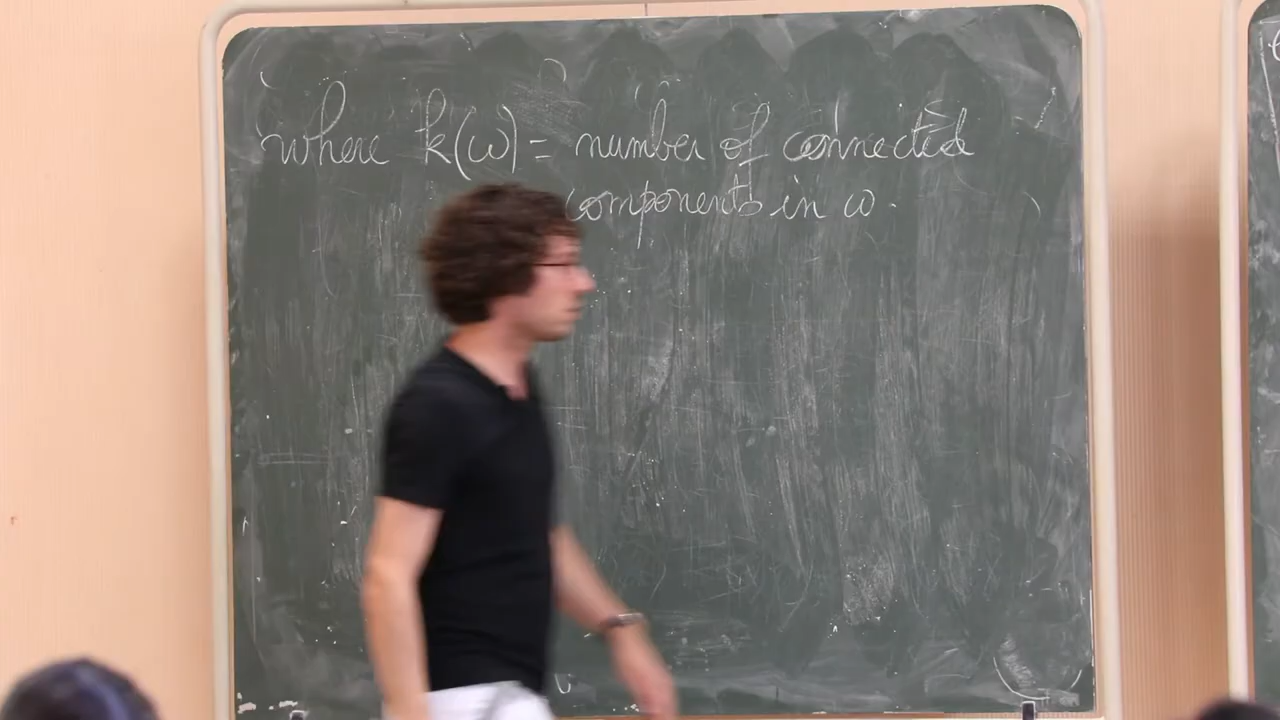 where k(ω) = number of connected
components in ω.